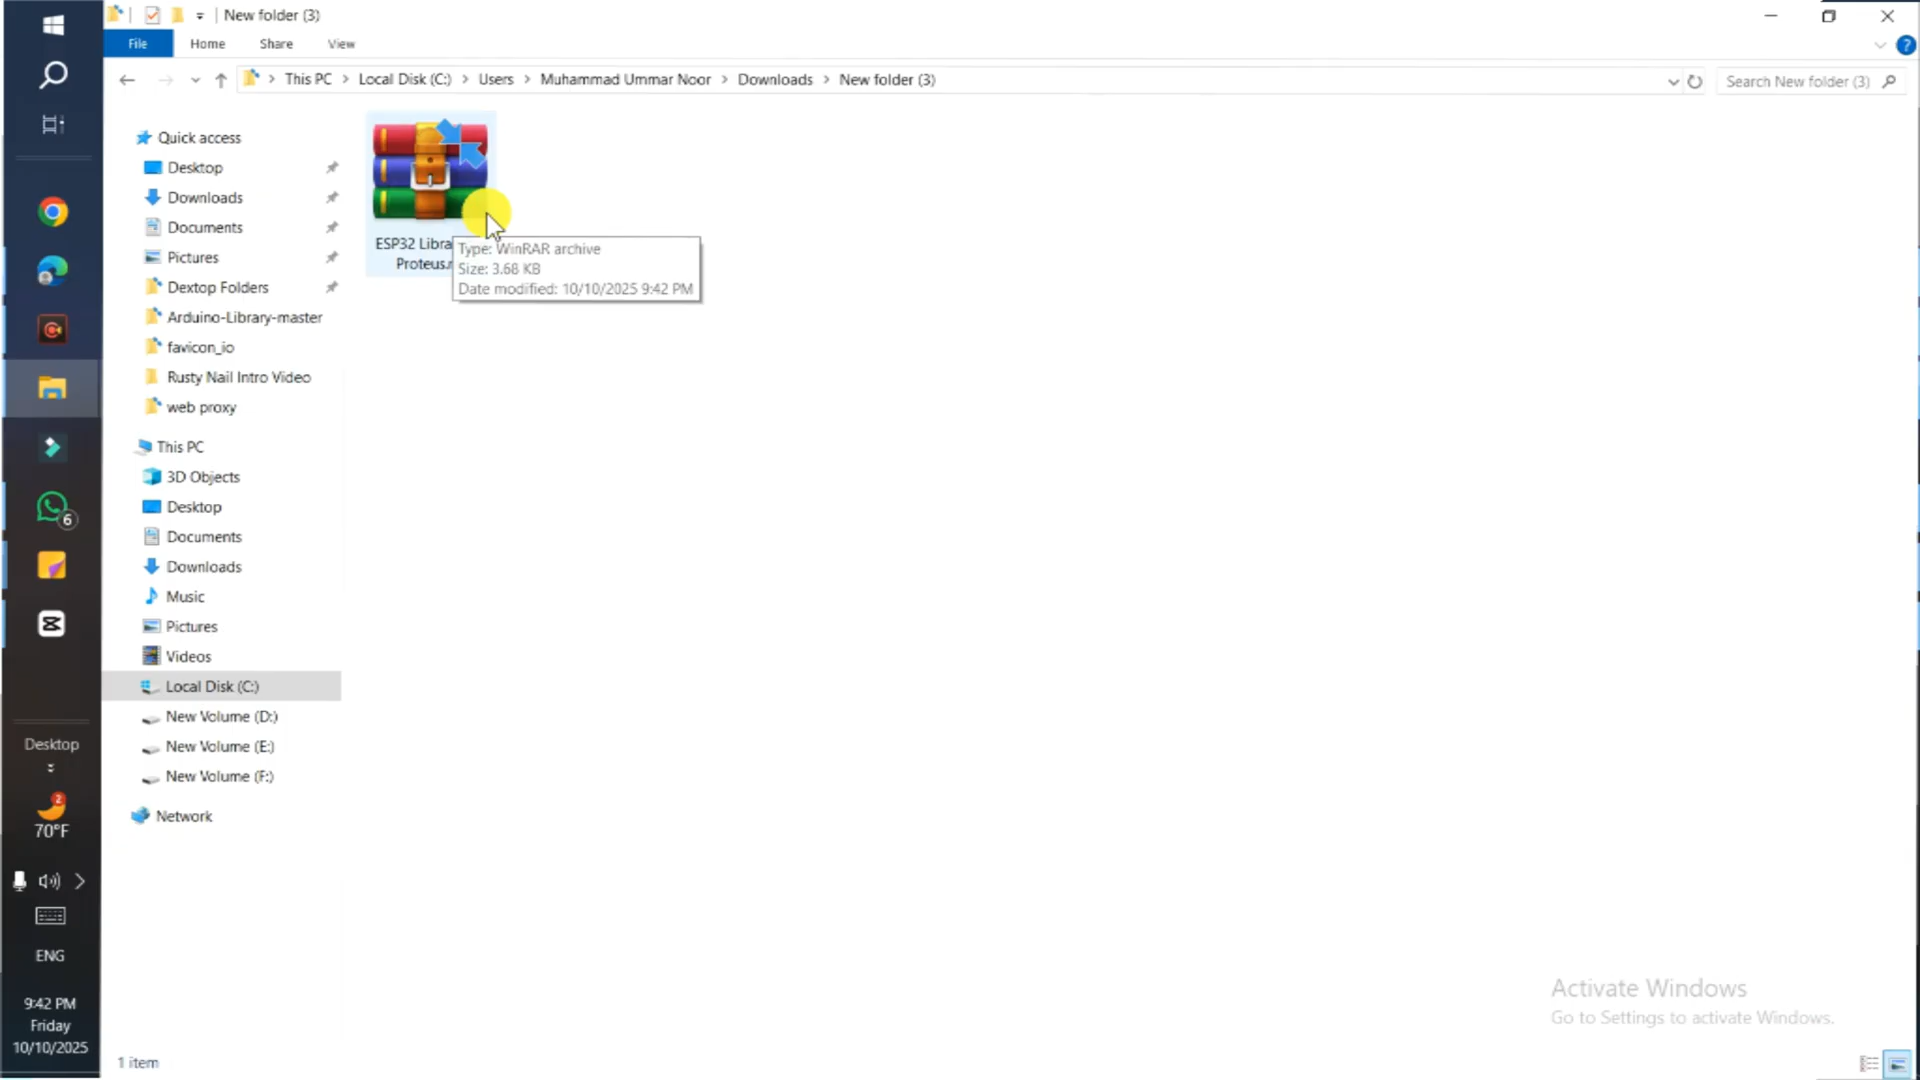 New folder (3)
File
Home
Share
View
This PC
Local Disk (C:)
Users
Muhammad Ummar Noor
Downloads
New folder (3)
Search New folder (3)
Quick access
Desktop
Downloads
Documents
Pictures
Dextop Folders
Arduino-Library-master
favicon_io
Rusty Nail Intro Video
web proxy
This PC
3D Objects
Desktop
Documents
Downloads
Music
Pictures
Videos
Local Disk (C:)
New Volume (D:)
New Volume (E:)
New Volume (F:)
Network
ESP32 Libra
Proteus.r
Type: WinRAR archive
Size: 3.68 KB
Date modified: 10/10/2025 9:42 PM
6
Desktop
2
70°F
ENG
9:42 PM
Friday
10/10/2025
1 item
Activate Windows
Go to Settings to activate Windows.